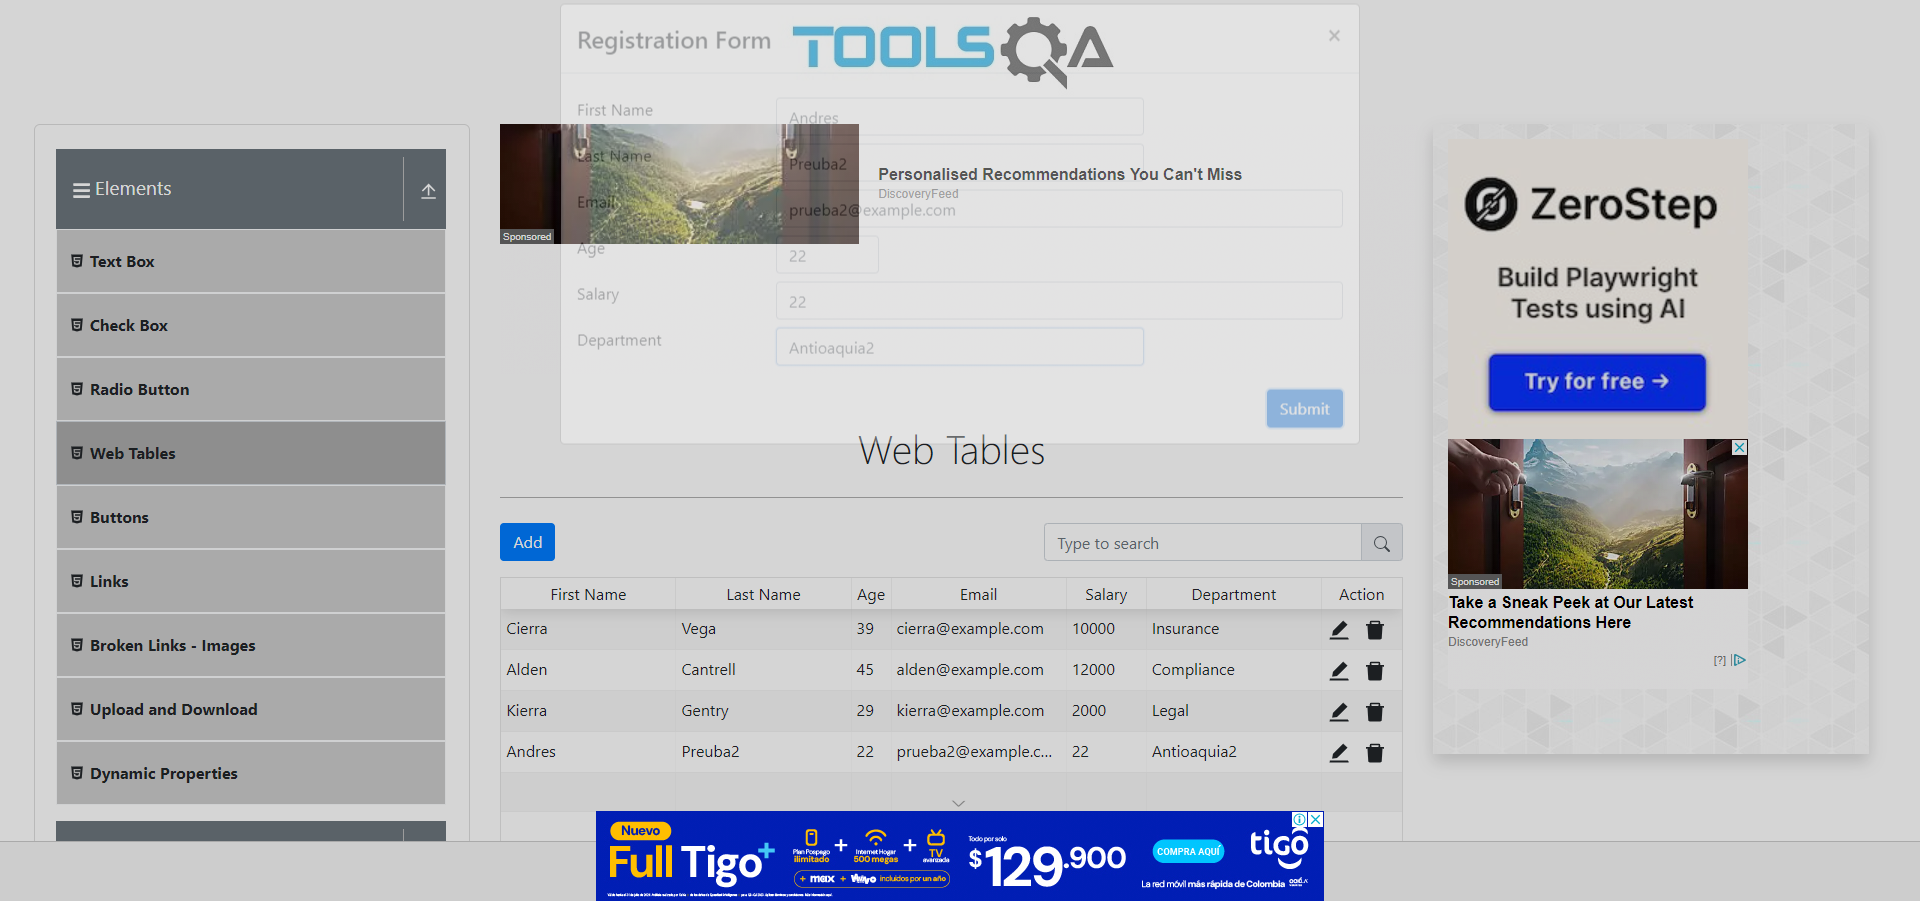 Registration Form
TOOLSQA
×
First Name
Andres
Last Name
Preuba2
Email
prueba2@example.com
Age
22
Salary
22
Department
Antioaquia2
Submit
Sponsored
Personalised Recommendations You Can't Miss
DiscoveryFeed
Elements
Text Box
Check Box
Radio Button
Web Tables
Buttons
Links
Broken Links - Images
Upload and Download
Dynamic Properties
Web Tables
Add
Type to search
First Name Last Name Age Email Salary Department Action
Cierra Vega 39 cierra@example.com 10000 Insurance
Alden Cantrell 45 alden@example.com 12000 Compliance
Kierra Gentry 29 kierra@example.com 2000 Legal
Andres Preuba2 22 prueba2@example.c... 22 Antioaquia2
ZeroStep
Build Playwright
Tests using AI
Try for free →
Sponsored
Take a Sneak Peek at Our Latest
Recommendations Here
DiscoveryFeed
[?]
Nuevo
Full Tigo+
Plan Pospago
ilimitado
+
Internet Hogar
500 megas
+
TV
avanzada
+ max + incluidos por un año
Todo por solo
$129.900
COMPRA AQUÍ
tigo
La red móvil más rápida de Colombia